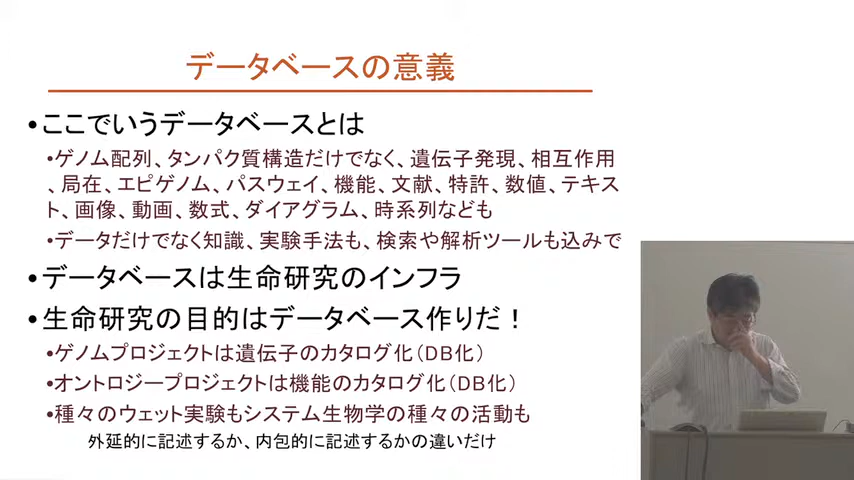 データベースの意義
•ここでいうデータベースとは
•ゲノム配列、タンパク質構造だけでなく、遺伝子発現、相互作用
、局在、エピゲノム、パスウェイ、機能、文献、特許、数値、テキス
ト、画像、動画、数式、ダイアグラム、時系列なども
•データだけでなく知識、実験手法も、検索や解析ツールも込みで
•データベースは生命研究のインフラ
•生命研究の目的はデータベース作りだ！
•ゲノムプロジェクトは遺伝子のカタログ化（DB化）
•オントロジープロジェクトは機能のカタログ化（DB化）
•種々のウェット実験もシステム生物学の種々の活動も
外延的に記述するか、内包的に記述するかの違いだけ